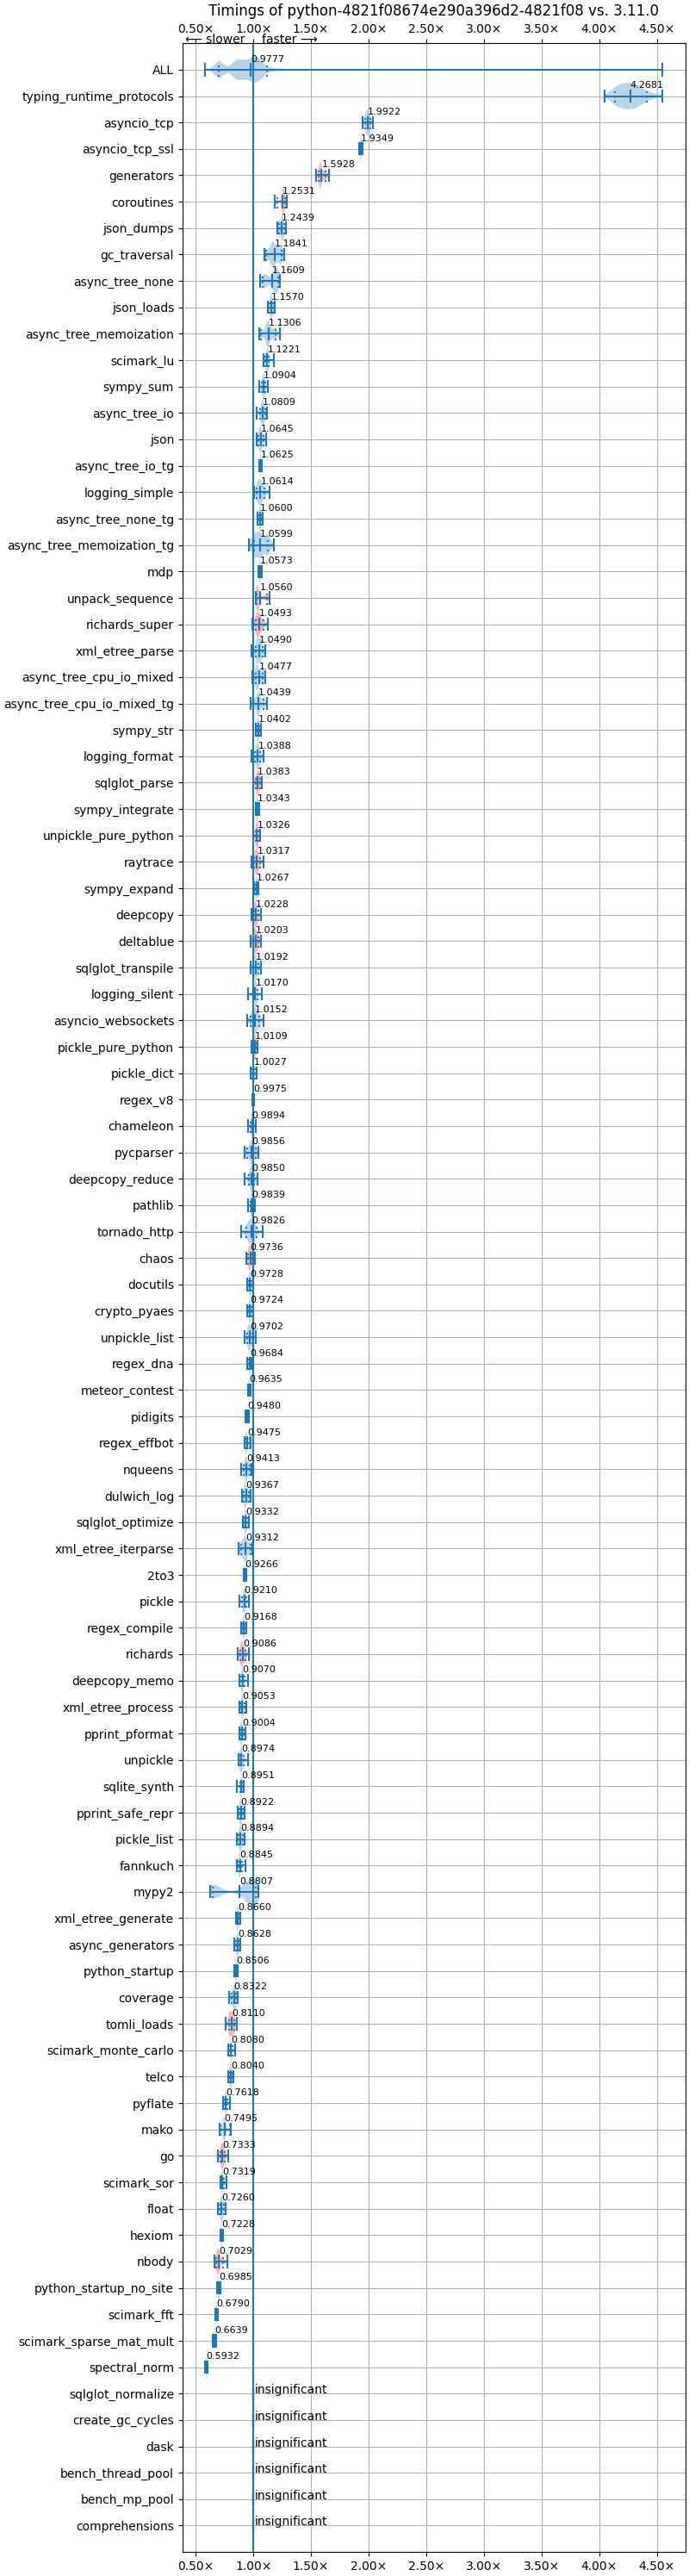 Timings of python-4821f08674e290a396d2-4821f08 vs. 3.11.0
0.50× 1.00× 1.50× 2.00× 2.50× 3.00× 3.50× 4.00× 4.50×
⟵ slower faster ⟶
ALL 0.9777
typing_runtime_protocols 4.2681
asyncio_tcp 1.9922
asyncio_tcp_ssl 1.9349
generators 1.5928
coroutines 1.2531
json_dumps 1.2439
gc_traversal 1.1841
async_tree_none 1.1609
json_loads 1.1570
async_tree_memoization 1.1306
scimark_lu 1.1221
sympy_sum 1.0904
async_tree_io 1.0809
json 1.0645
async_tree_io_tg 1.0625
logging_simple 1.0614
async_tree_none_tg 1.0600
async_tree_memoization_tg 1.0599
mdp 1.0573
unpack_sequence 1.0560
richards_super 1.0493
xml_etree_parse 1.0490
async_tree_cpu_io_mixed 1.0477
async_tree_cpu_io_mixed_tg 1.0439
sympy_str 1.0402
logging_format 1.0388
sqlglot_parse 1.0383
sympy_integrate 1.0343
unpickle_pure_python 1.0326
raytrace 1.0317
sympy_expand 1.0267
deepcopy 1.0228
deltablue 1.0203
sqlglot_transpile 1.0192
logging_silent 1.0170
asyncio_websockets 1.0152
pickle_pure_python 1.0109
pickle_dict 1.0027
regex_v8 0.9975
chameleon 0.9894
pycparser 0.9856
deepcopy_reduce 0.9850
pathlib 0.9839
tornado_http 0.9826
chaos 0.9736
docutils 0.9728
crypto_pyaes 0.9724
unpickle_list 0.9702
regex_dna 0.9684
meteor_contest 0.9635
pidigits 0.9480
regex_effbot 0.9475
nqueens 0.9413
dulwich_log 0.9367
sqlglot_optimize 0.9332
xml_etree_iterparse 0.9312
2to3 0.9266
pickle 0.9210
regex_compile 0.9168
richards 0.9086
deepcopy_memo 0.9070
xml_etree_process 0.9053
pprint_pformat 0.9004
unpickle 0.8974
sqlite_synth 0.8951
pprint_safe_repr 0.8922
pickle_list 0.8894
fannkuch 0.8845
mypy2 0.8807
xml_etree_generate 0.8660
async_generators 0.8628
python_startup 0.8506
coverage 0.8322
tomli_loads 0.8110
scimark_monte_carlo 0.8080
telco 0.8040
pyflate 0.7618
mako 0.7495
go 0.7333
scimark_sor 0.7319
float 0.7260
hexiom 0.7228
nbody 0.7029
python_startup_no_site 0.6985
scimark_fft 0.6790
scimark_sparse_mat_mult 0.6639
spectral_norm 0.5932
sqlglot_normalize insignificant
create_gc_cycles insignificant
dask insignificant
bench_thread_pool insignificant
bench_mp_pool insignificant
comprehensions insignificant
0.50× 1.00× 1.50× 2.00× 2.50× 3.00× 3.50× 4.00× 4.50×